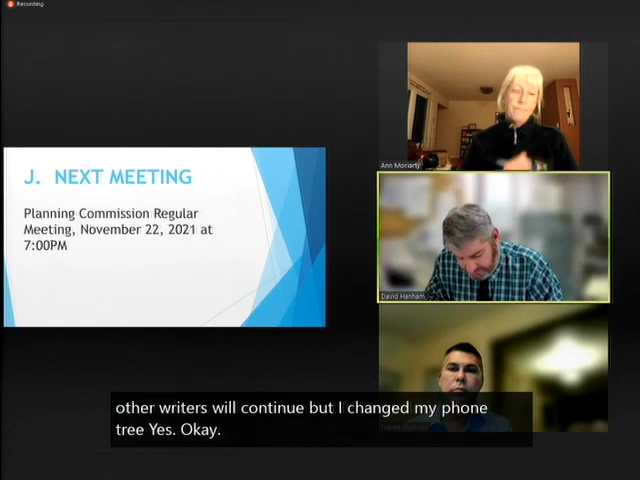 Recording
J. NEXT MEETING
Planning Commission Regular
Meeting, November 22, 2021 at
7:00PM
Ann Moriarty
David Hanham
other writers will continue but I changed my phone
tree Yes. Okay.